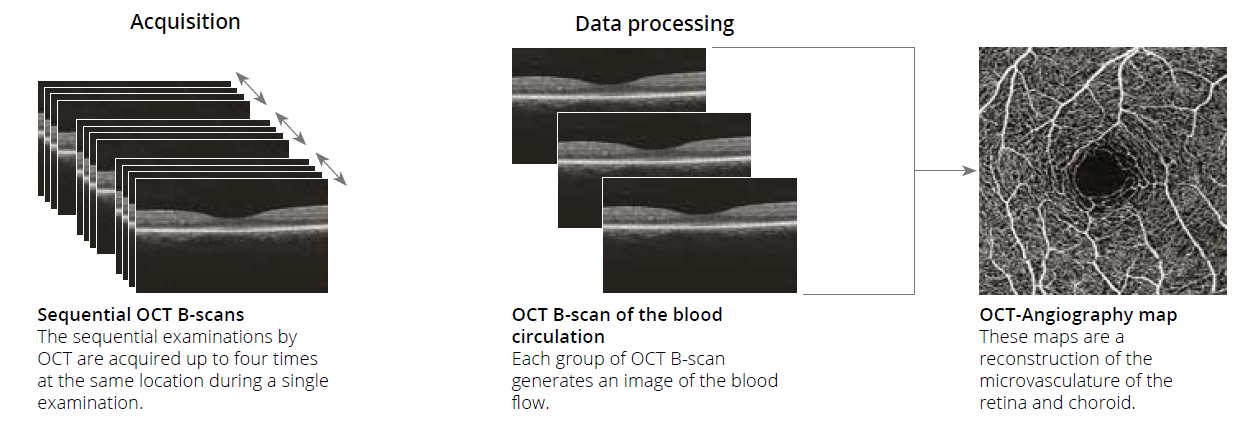 Acquisition
Data processing
Sequential OCT B-scans
The sequential examinations by
OCT are acquired up to four times
at the same location during a single
examination.
OCT B-scan of the blood
circulation
Each group of OCT B-scan
generates an image of the blood
flow.
OCT-Angiography map
These maps are a
reconstruction of the
microvasculature of the
retina and choroid.